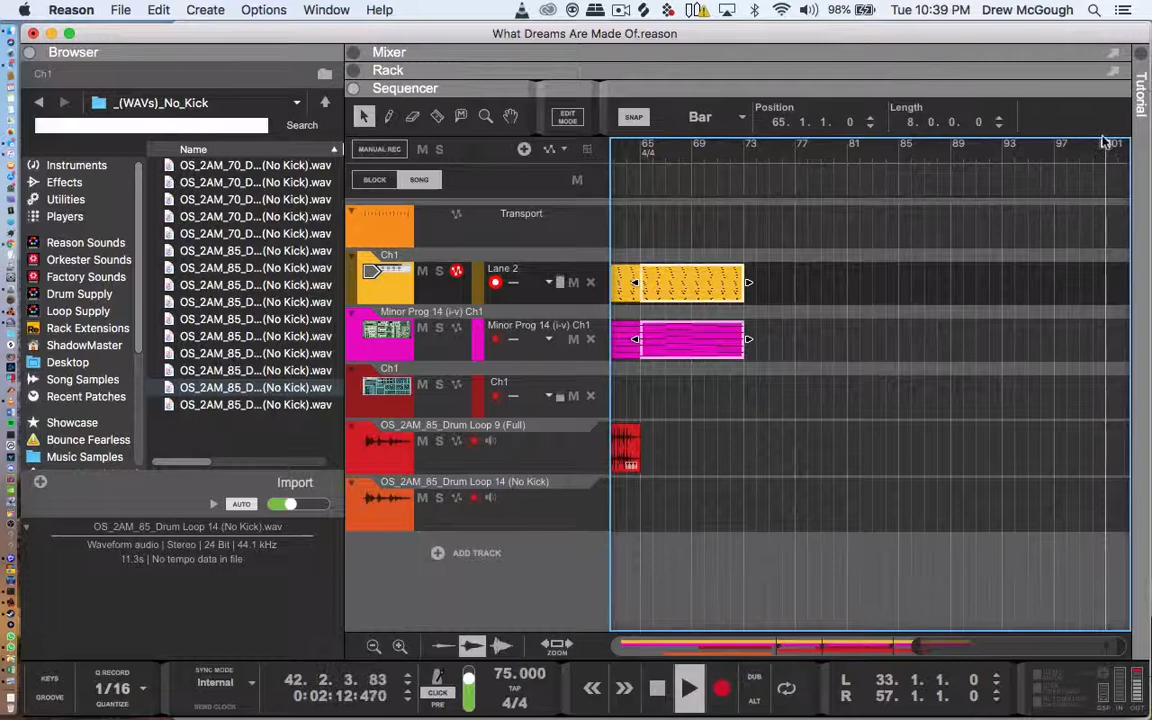 Reason File Edit Create Options Window Help 98% Tue 10:39 PM Drew McGough
What Dreams Are Made Of.reason
Browser
Ch1
_(WAVs)_No_Kick
Search
Name
Instruments
Effects
Utilities
Players
Reason Sounds
Orkester Sounds
Factory Sounds
Drum Supply
Loop Supply
Rack Extensions
ShadowMaster
Desktop
Song Samples
Recent Patches
Showcase
Bounce Fearless
Music Samples
OS_2AM_70_D...(No Kick).wav
OS_2AM_70_D...(No Kick).wav
OS_2AM_70_D...(No Kick).wav
OS_2AM_70_D...(No Kick).wav
OS_2AM_70_D...(No Kick).wav
OS_2AM_85_D...(No Kick).wav
OS_2AM_85_D...(No Kick).wav
OS_2AM_85_D...(No Kick).wav
OS_2AM_85_D...(No Kick).wav
OS_2AM_85_D...(No Kick).wav
OS_2AM_85_D...(No Kick).wav
OS_2AM_85_D...(No Kick).wav
OS_2AM_85_D...(No Kick).wav
OS_2AM_85_D...(No Kick).wav
OS_2AM_85_D...(No Kick).wav
Import
AUTO
OS_2AM_85_Drum Loop 14 (No Kick).wav
Waveform audio | Stereo | 24 Bit | 44.1 kHz
11.3s | No tempo data in file
Mixer
Rack
Sequencer
Tutorial
EDIT MODE
SNAP
Bar
Position
65. 1. 1. 0
Length
8. 0. 0. 0
MANUAL REC M S
65 69 73 77 81 85 89 93 97
4/4
BLOCK SONG M
Transport
Ch1
M S Lane 2
M
Minor Prog 14 (i-v) Ch1
M S Minor Prog 14 (i-v) Ch1
M
Ch1
M S Ch1
M
OS_2AM_85_Drum Loop 9 (Full)
M S
OS_2AM_85_Drum Loop 14 (No Kick)
M S
ADD TRACK
ZOOM
KEYS
GROOVE
Q RECORD
1/16
QUANTIZE
SYNC MODE
Internal
SEND CLOCK
42. 2. 3. 83
0:02:12:470
CLICK
PRE
75.000
TAP
4/4
DUB
ALT
L 33. 1. 1. 0
R 57. 1. 1. 0
DSP IN OUT